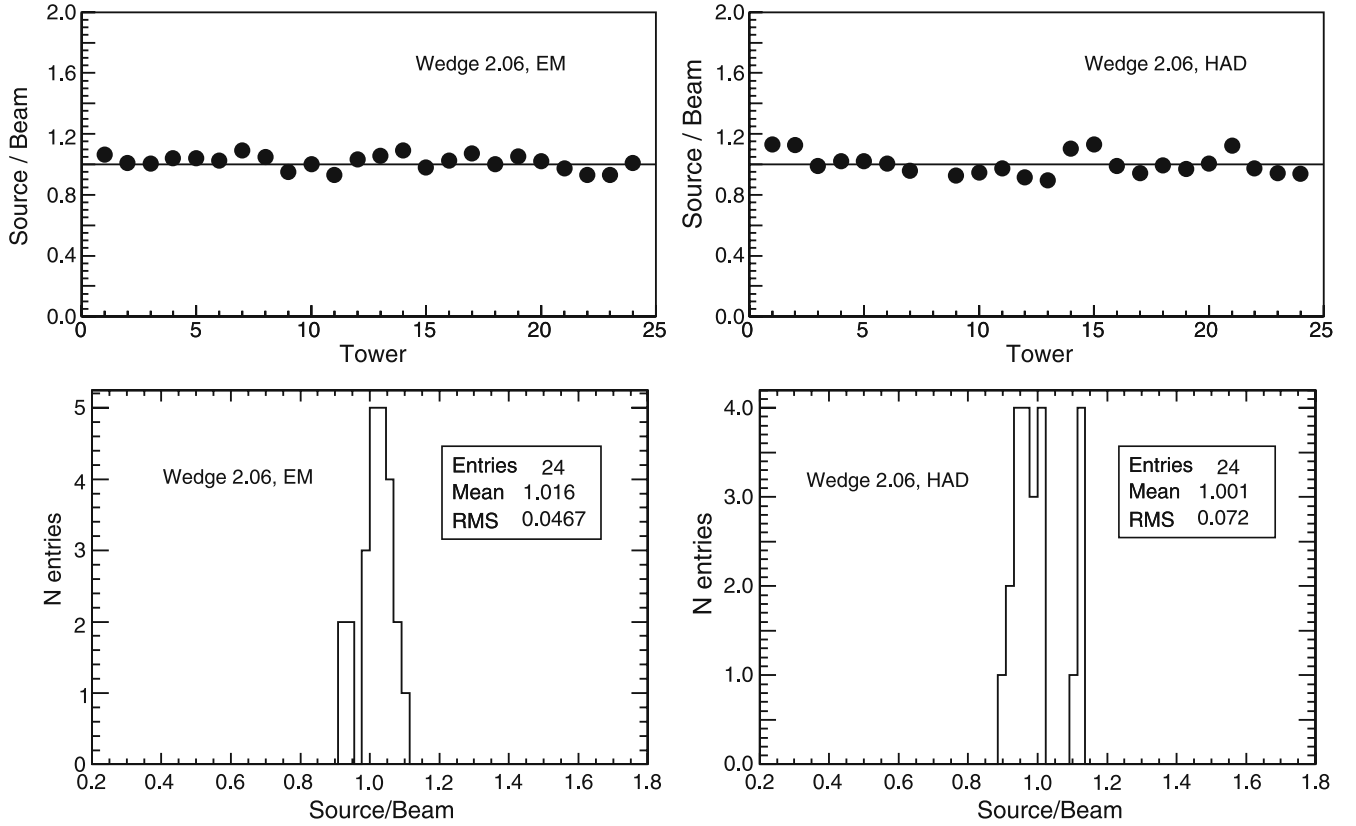 2.0
1.6
1.2
0.8
0.4
0.0
Source / Beam
Wedge 2.06, EM
0 5 10 15 20 25
Tower
2.0
1.6
1.2
0.8
0.4
0.0
Source / Beam
Wedge 2.06, HAD
0 5 10 15 20 25
Tower
5
4
3
2
1
0
N entries
Wedge 2.06, EM
Entries 24
Mean 1.016
RMS 0.0467
0.2 0.4 0.6 0.8 1.0 1.2 1.4 1.6 1.8
Source/Beam
4.0
3.0
2.0
1.0
0.0
N entries
Wedge 2.06, HAD
Entries 24
Mean 1.001
RMS 0.072
0.2 0.4 0.6 0.8 1.0 1.2 1.4 1.6 1.8
Source/Beam